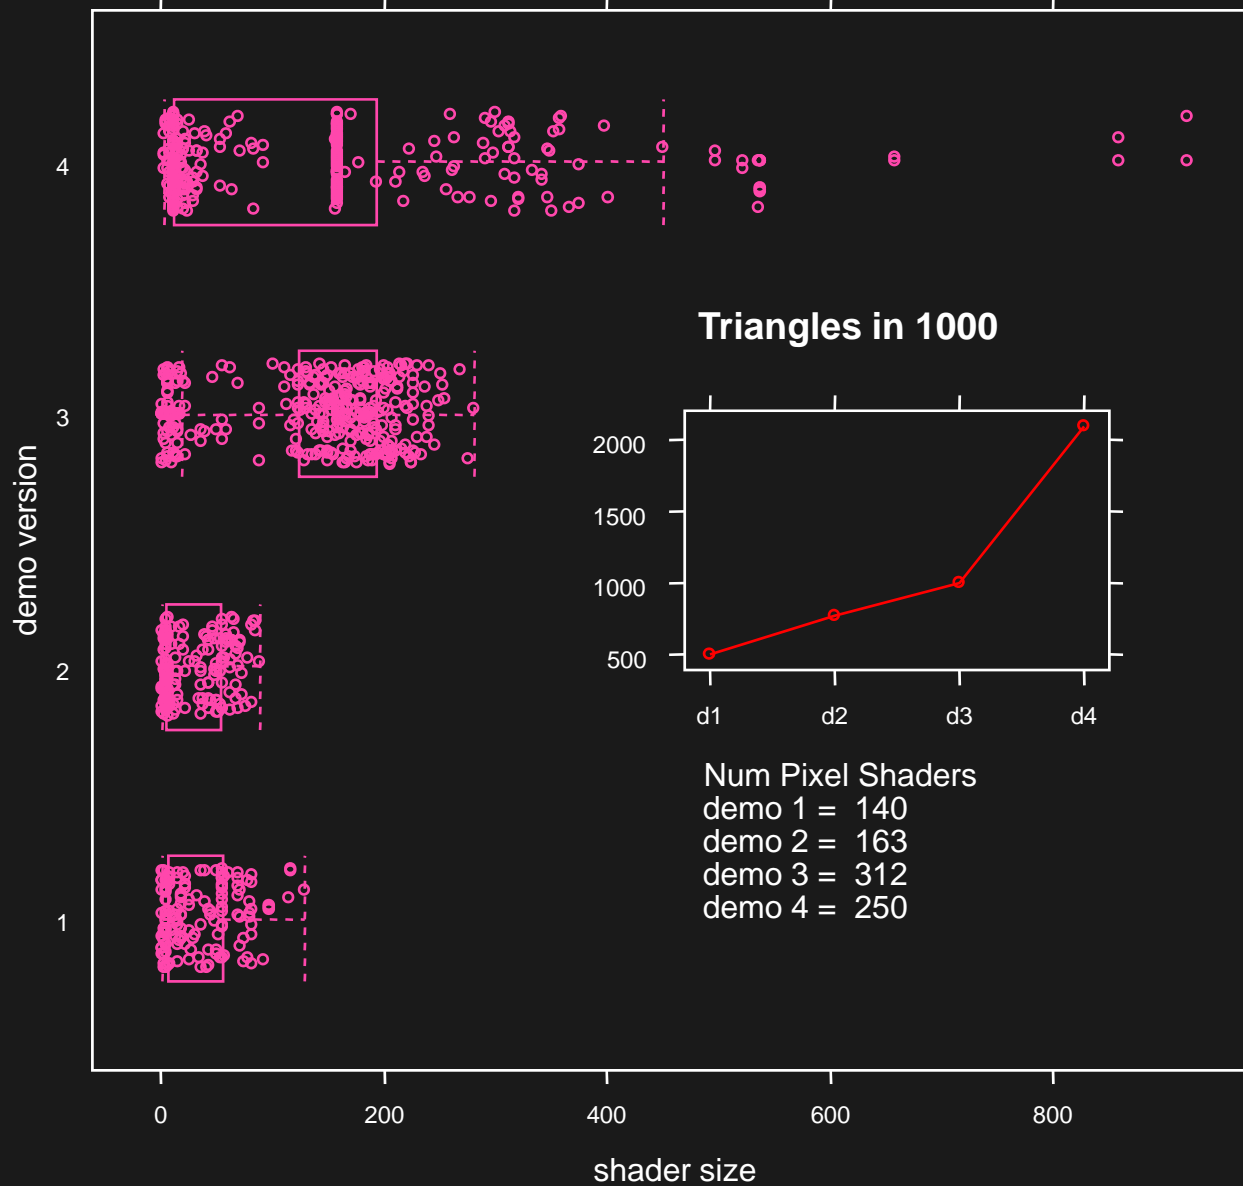 4
Triangles in 1000
3
2000
1500
1000
500
demo version
2
d1 d2 d3 d4
Num Pixel Shaders
demo 1 = 140
demo 2 = 163
demo 3 = 312
demo 4 = 250
1
0 200 400 600 800
shader size